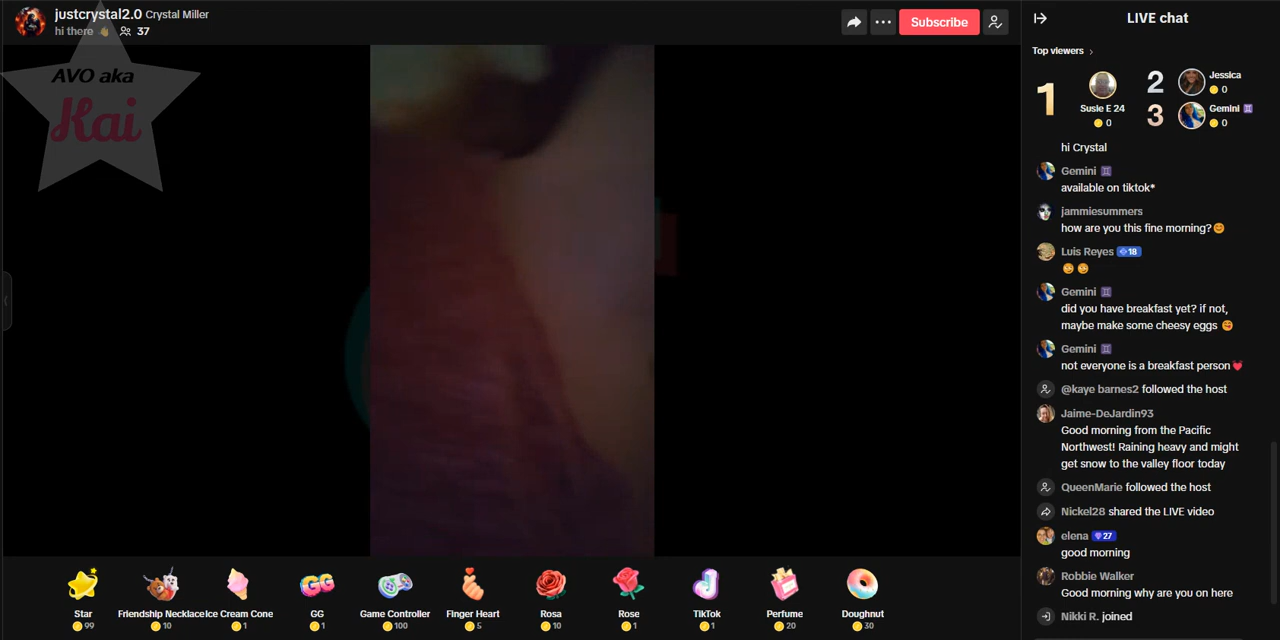 justcrystal2.0 Crystal Miller
hi there 👋 37
Subscribe
AVO aka
Kai
LIVE chat
Top viewers
1
Susie E 24
0
2
Jessica
0
3
Gemini ♊
0
hi Crystal
Gemini ♊
available on tiktok*
jammiesummers
how are you this fine morning?😊
Luis Reyes 18
Gemini ♊
did you have breakfast yet? if not,
maybe make some cheesy eggs 😋
Gemini ♊
not everyone is a breakfast person💓
@kaye barnes2 followed the host
Jaime-DeJardin93
Good morning from the Pacific
Northwest! Raining heavy and might
get snow to the valley floor today
QueenMarie followed the host
Nickel28 shared the LIVE video
elena 27
good morning
Robbie Walker
Good morning why are you on here
Nikki R. joined
Star
99
Friendship Necklace
10
Ice Cream Cone
1
GG
1
Game Controller
100
Finger Heart
5
Rosa
10
Rose
1
TikTok
1
Perfume
20
Doughnut
30